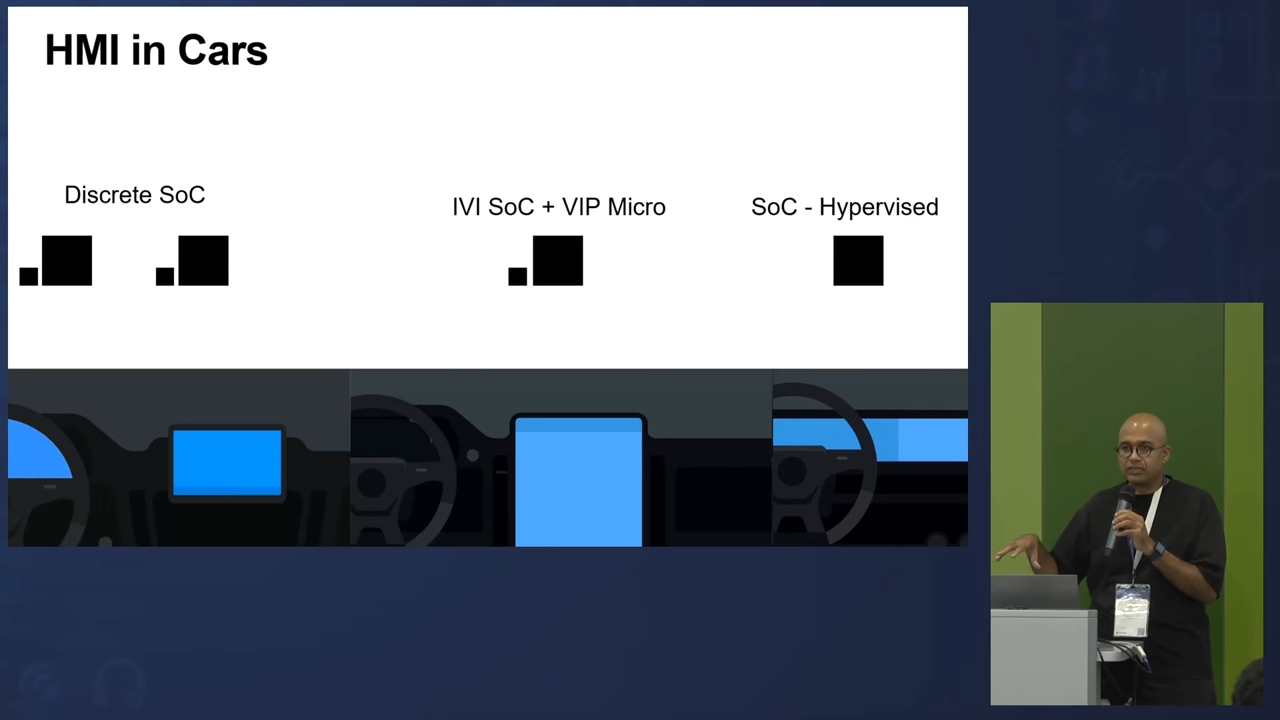 HMI in Cars
Discrete SoC
IVI SoC + VIP Micro
SoC - Hypervised